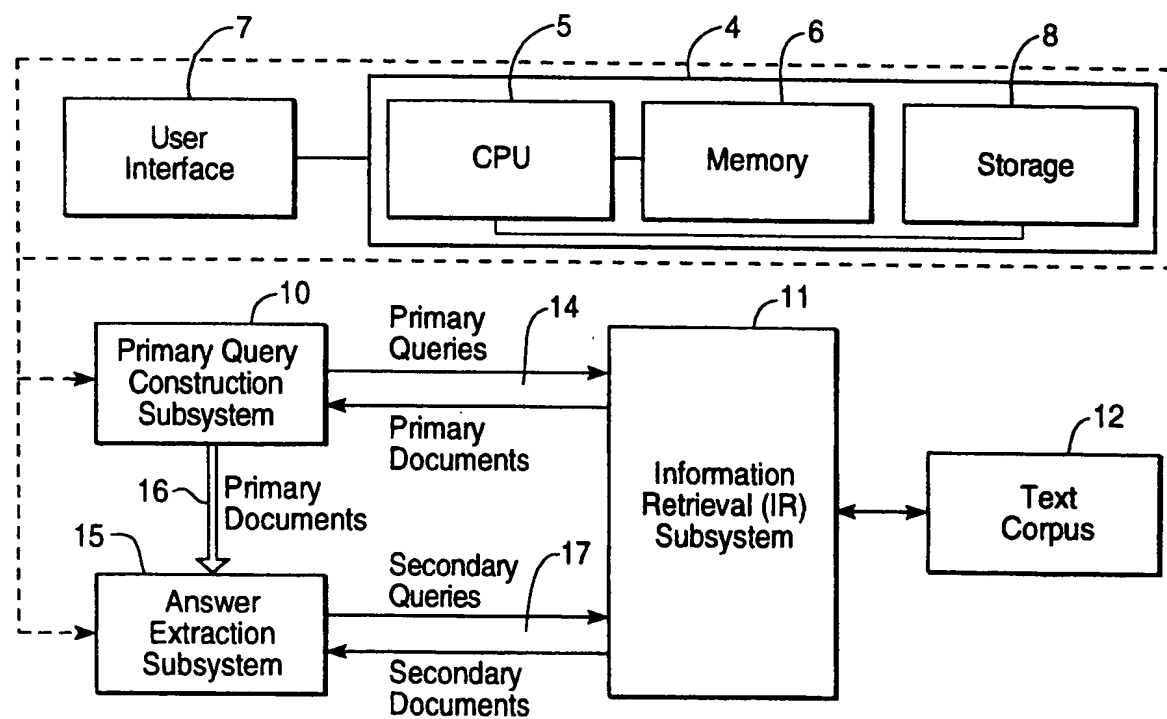 7
5
4
6
8
User
Interface
CPU
Memory
Storage
10
14
11
Primary
Queries
Primary Query
Construction
Subsystem
Primary
Documents
12
16
Primary
Documents
Information
Retrieval (IR)
Subsystem
Text
Corpus
15
17
Secondary
Queries
Answer
Extraction
Subsystem
Secondary
Documents